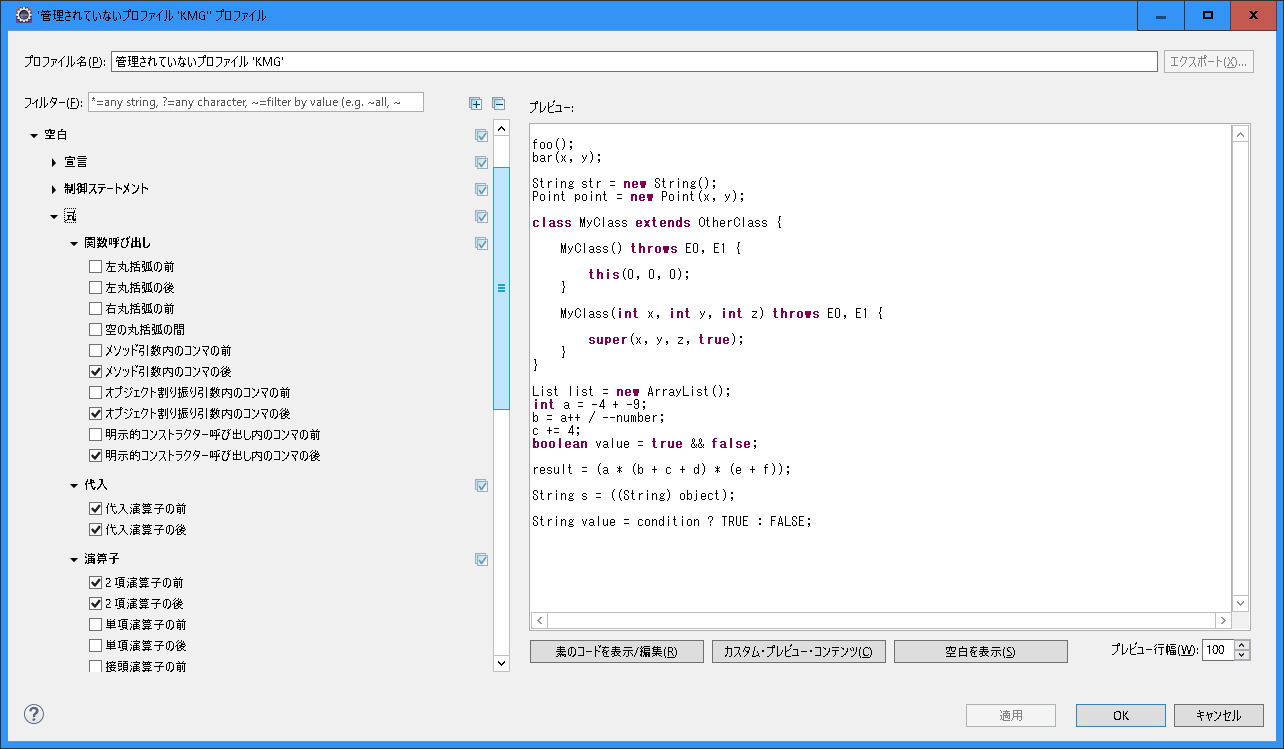 '管理されていないプロファイル 'KMG'' プロファイル
プロファイル名(P): 管理されていないプロファイル 'KMG' エクスポート(X)...
フィルター(F): *=any string, ?=any character, ~=filter by value (e.g. ~all, ~
空白
宣言
制御ステートメント
式
関数呼び出し
左丸括弧の前
左丸括弧の後
右丸括弧の前
空の丸括弧の間
メソッド引数内のコンマの前
メソッド引数内のコンマの後
オブジェクト割り振り引数内のコンマの前
オブジェクト割り振り引数内のコンマの後
明示的コンストラクター呼び出し内のコンマの前
明示的コンストラクター呼び出し内のコンマの後
代入
代入演算子の前
代入演算子の後
演算子
2 項演算子の前
2 項演算子の後
単項演算子の前
単項演算子の後
接頭演算子の前
プレビュー:
foo();
bar(x, y);
String str = new String();
Point point = new Point(x, y);
class MyClass extends OtherClass {
MyClass() throws E0, E1 {
this(0, 0, 0);
}
MyClass(int x, int y, int z) throws E0, E1 {
super(x, y, z, true);
}
}
List list = new ArrayList();
int a = -4 + -9;
b = a++ / --number;
c += 4;
boolean value = true && false;
result = (a * (b + c + d) * (e + f));
String s = ((String) object);
String value = condition ? TRUE : FALSE;
素のコードを表示/編集(R) カスタム・プレビュー・コンテンツ(C) 空白を表示(S) プレビュー行幅(W): 100
適用 OK キャンセル